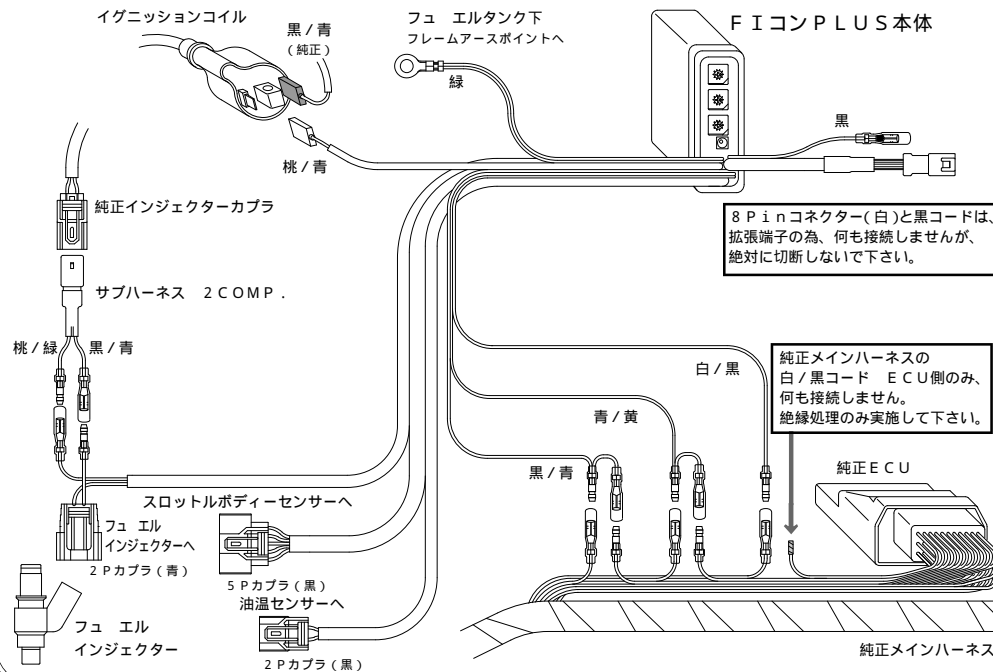 イグニッションコイル
黒/青
(純正)
フュ エルタンク下
フレームアースポイントへ
緑
FIコンPLUS本体
黒
桃/青
純正インジェクターカプラ
8Pinコネクター(白)と黒コードは、
拡張端子の為、何も接続しませんが、
絶対に切断しないで下さい。
サブハーネス 2COMP.
桃/緑
黒/青
白/黒
純正メインハーネスの
白/黒コード ECU側のみ、
何も接続しません。
絶縁処理のみ実施して下さい。
青/黄
黒/青
純正ECU
スロットルボディーセンサーへ
フュ エル
インジェクターへ
2Pカプラ(青)
5Pカプラ(黒)
油温センサーへ
フュ エル
インジェクター
2Pカプラ(黒)
純正メインハーネス